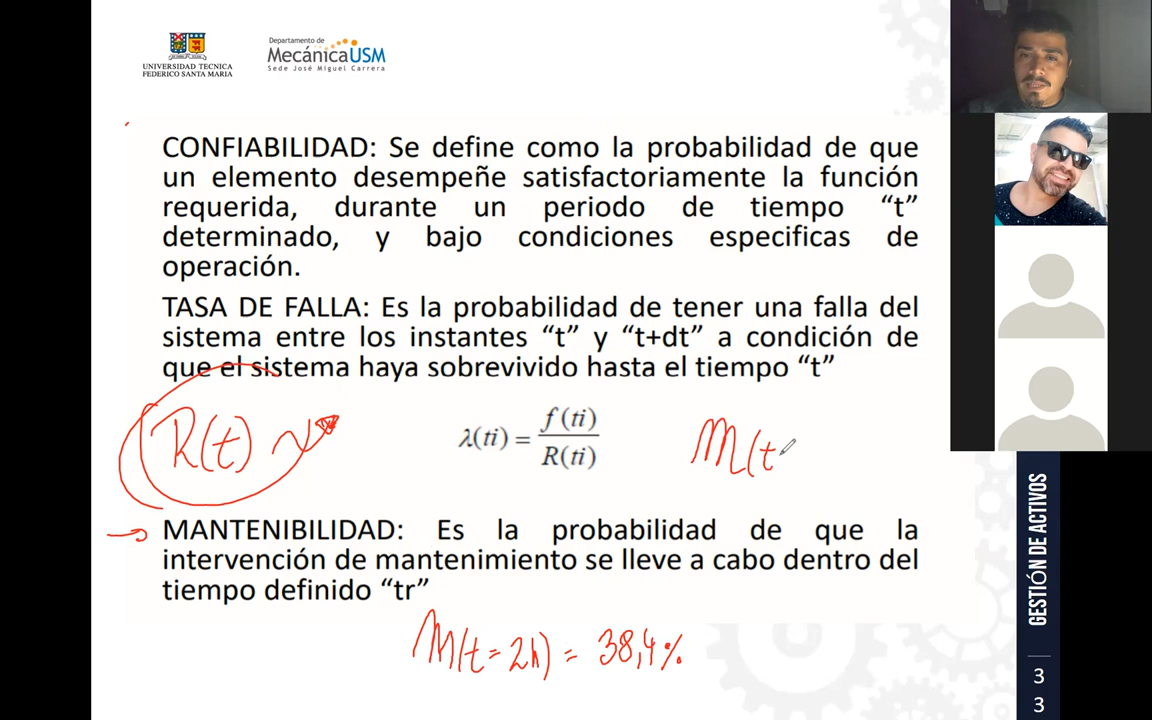 UNIVERSIDAD TECNICA
FEDERICO SANTA MARIA
Departamento de
MecánicaUSM
Sede José Miguel Carrera
CONFIABILIDAD: Se define como la probabilidad de que
un elemento desempeñe satisfactoriamente la función
requerida, durante un periodo de tiempo “t”
determinado, y bajo condiciones especificas de
operación.
TASA DE FALLA: Es la probabilidad de tener una falla del
sistema entre los instantes “t” y “t+dt” a condición de
que el sistema haya sobrevivido hasta el tiempo “t”
R(t)
λ(ti) = f(ti) / R(ti)
M(t
MANTENIBILIDAD: Es la probabilidad de que la
intervención de mantenimiento se lleve a cabo dentro del
tiempo definido “tr”
M(t=2h) = 38,4%
GESTIÓN DE ACTIVOS
3
3